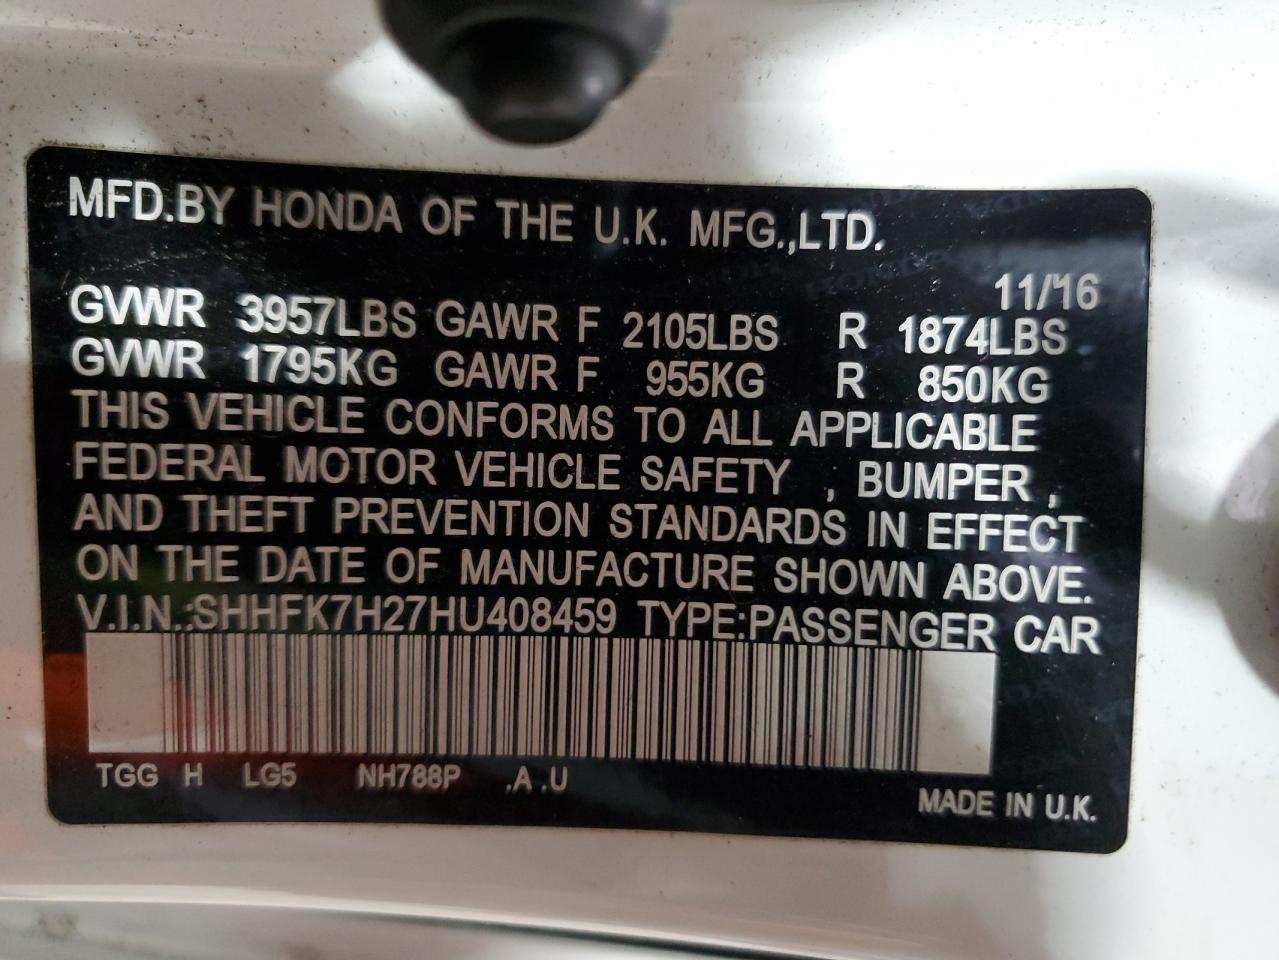 MFD.BY HONDA OF THE U.K. MFG.,LTD.
11/16
GVWR 3957LBS GAWR F 2105LBS R 1874LBS
GVWR 1795KG GAWR F 955KG R 850KG
THIS VEHICLE CONFORMS TO ALL APPLICABLE
FEDERAL MOTOR VEHICLE SAFETY , BUMPER ,
AND THEFT PREVENTION STANDARDS IN EFFECT
ON THE DATE OF MANUFACTURE SHOWN ABOVE.
V.I.N.:SHHFK7H27HU408459 TYPE:PASSENGER CAR
TGG H LG5 NH788P .A .U
MADE IN U.K.